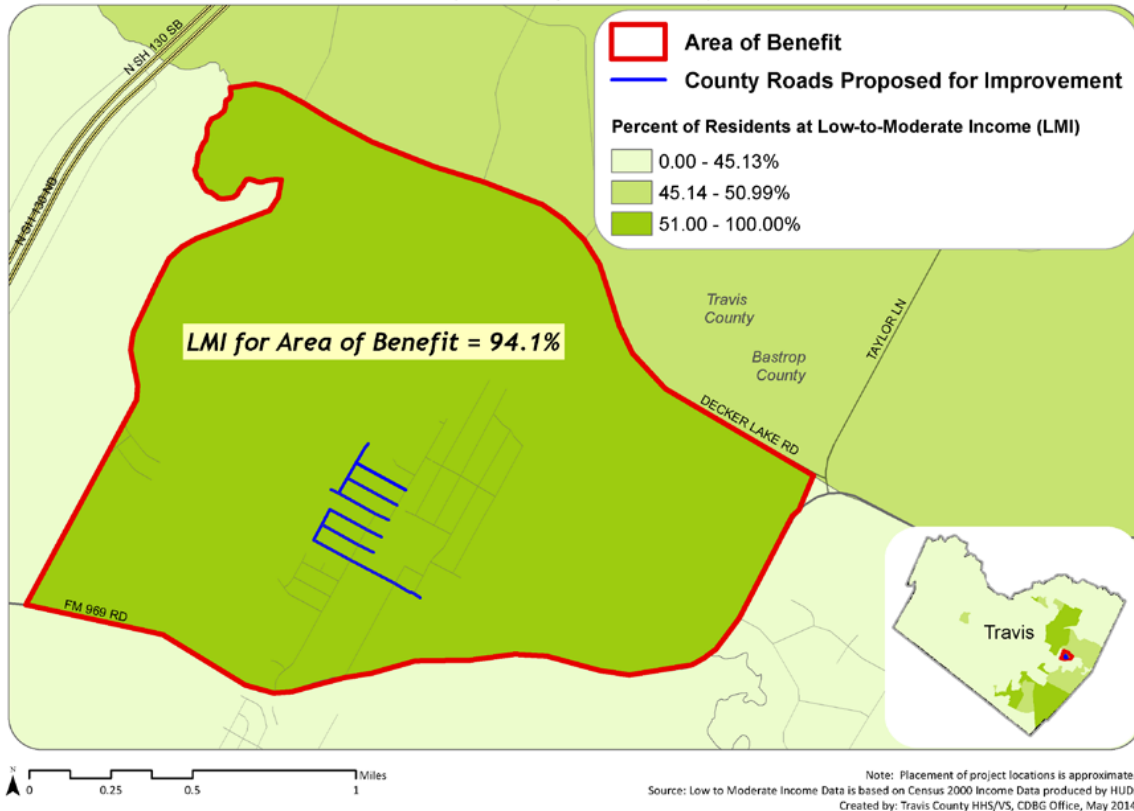 N SH 130 SB
N SH 130 NB
Area of Benefit
County Roads Proposed for Improvement
Percent of Residents at Low-to-Moderate Income (LMI)
0.00 - 45.13%
45.14 - 50.99%
51.00 - 100.00%
LMI for Area of Benefit = 94.1%
Travis
County
Bastrop
County
TAYLOR LN
DECKER LAKE RD
FM 969 RD
Travis
N
0 0.25 0.5 1 Miles
Note: Placement of project locations is approximate
Source: Low to Moderate Income Data is based on Census 2000 Income Data produced by HUD
Created by: Travis County HHS/VS, CDBG Office, May 2010